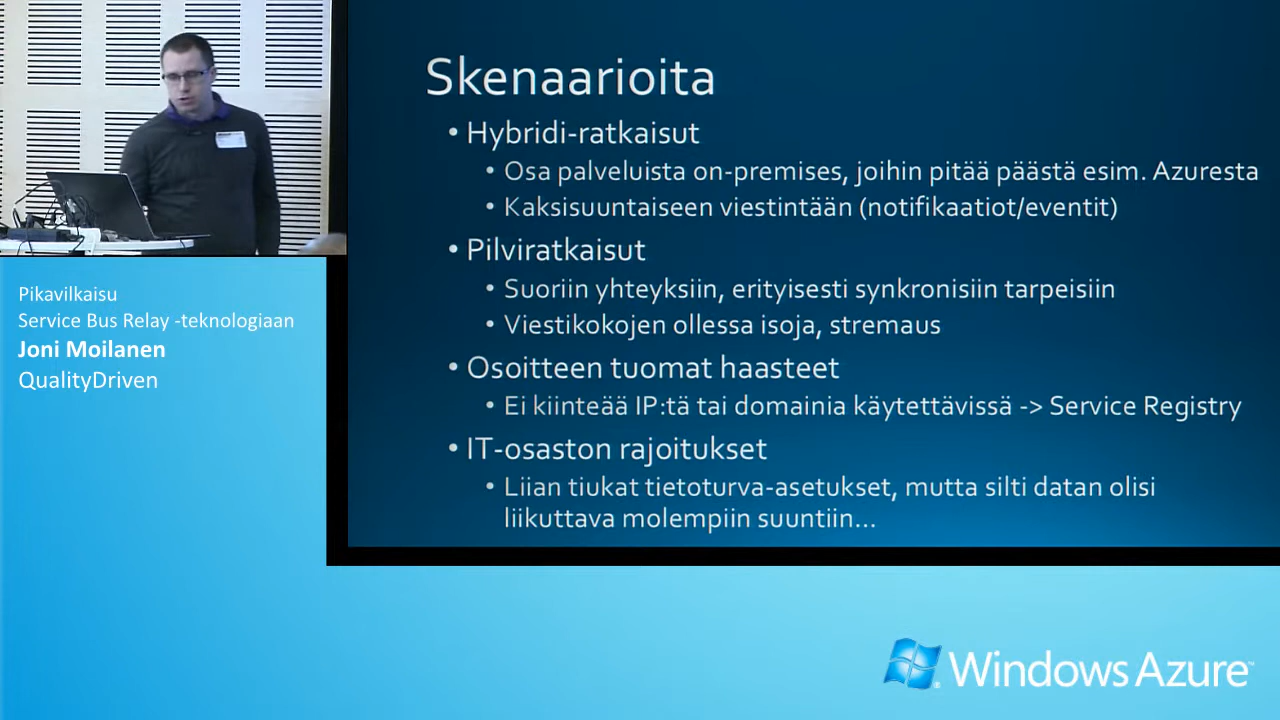 Skenaarioita
• Hybridi-ratkaisut
• Osa palveluista on-premises, joihin pitää päästä esim. Azuresta
• Kaksisuuntaiseen viestintään (notifikaatiot/eventit)
• Pilviratkaisut
• Suoriin yhteyksiin, erityisesti synkronisiin tarpeisiin
• Viestikokojen ollessa isoja, stremaus
• Osoitteen tuomat haasteet
• Ei kiinteää IP:tä tai domainia käytettävissä -> Service Registry
• IT-osaston rajoitukset
• Liian tiukat tietoturva-asetukset, mutta silti datan olisi
liikuttava molempiin suuntiin...
Pikavilkaisu
Service Bus Relay -teknologiaan
Joni Moilanen
QualityDriven
Windows Azure™